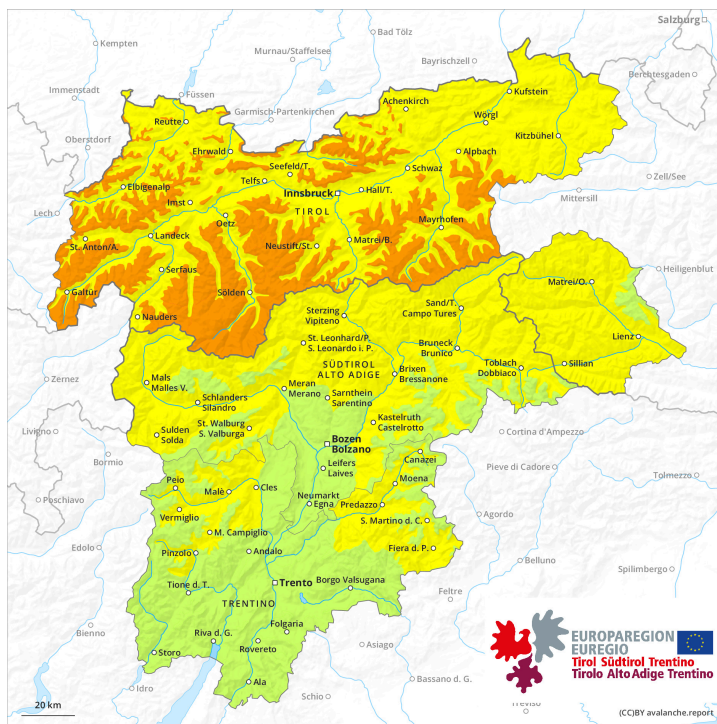 Salzburg
Kempten
Bad Tölz
Murnau/Staffelsee
Bayrischzell
Berchtesgaden
Immenstadt
Füssen
Achenkirch
Kufstein
Garmisch-Partenkirchen
Reutte
Wörgl
Oberstdorf
Ehrwald
Kitzbühel
Seefeld/T.
Alpbach
Schwaz
Zell/See
Telfs
Elbigenalp
Innsbruck
Hall/T.
Mittersill
Imst
TIROL
Lech
Oetz
Mayrhofen
St. Anton/A.
Landeck
Neustift/St.
Matrei/B.
Serfaus
Heiligenblut
Galtür
Sölden
Matrei/O.
Nauders
Sterzing
Vipiteno
Sand/T.
Campo Tures
Lienz
St. Leonhard/P.
S. Leonardo i. P.
Bruneck
Brunico
Sillian
SÜDTIROL
ALTO ADIGE
Toblach
Dobbiaco
Zernez
Mals
Malles V.
Meran
Merano
Brixen
Bressanone
Sarnthein
Sarentino
Schlanders
Silandro
St. Walburg
S. Valburga
Kastelruth
Castelrotto
Livigno
Sulden
Solda
Cortina d'Ampezzo
Bozen
Bolzano
Bormio
Canazei
Pieve di Cadore
Leifers
Laives
Tolmezzo
Peio
Malè
Cles
Moena
Poschiavo
Neumarkt
Egna
Predazzo
Vermiglio
Agordo
S. Martino d. C.
M. Campiglio
Edolo
Pinzolo
Andalo
Fiera d. P.
Belluno
Spilimbergo
Tione d. T.
Trento
Borgo Valsugana
Feltre
TRENTINO
Folgaria
Bienno
Riva d. G.
Storo
Rovereto
Asiago
Ala
Bassano d. G.
Idro
Schio
Treviso
EUROPAREGION
EUREGIO
Tirol Südtirol Trentino
Tirolo Alto Adige Trentino
20 km
(CC)BY avalanche.report